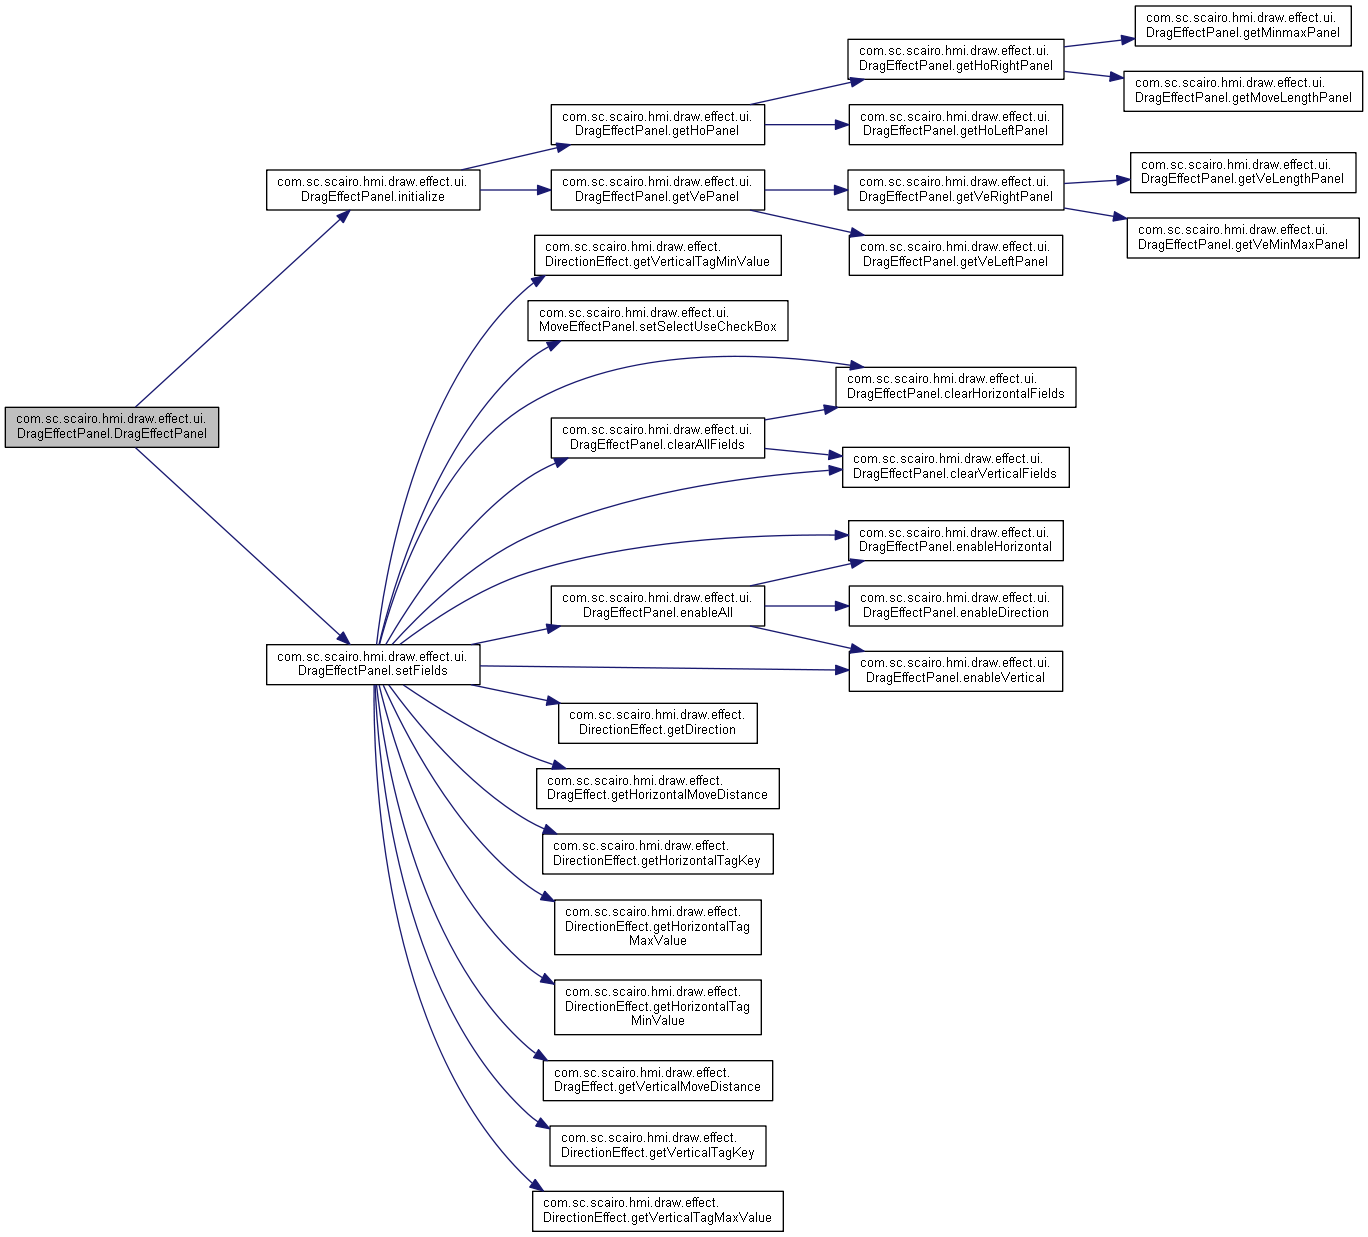 com.sc.scairo.hmi.draw.effect.ui.
DragEffectPanel.DragEffectPanel
com.sc.scairo.hmi.draw.effect.ui.
DragEffectPanel.initialize
com.sc.scairo.hmi.draw.effect.ui.
DragEffectPanel.setFields
com.sc.scairo.hmi.draw.effect.ui.
DragEffectPanel.getHoPanel
com.sc.scairo.hmi.draw.effect.ui.
DragEffectPanel.getVePanel
com.sc.scairo.hmi.draw.effect.
DirectionEffect.getVerticalTagMinValue
com.sc.scairo.hmi.draw.effect.ui.
MoveEffectPanel.setSelectUseCheckBox
com.sc.scairo.hmi.draw.effect.ui.
DragEffectPanel.clearAllFields
com.sc.scairo.hmi.draw.effect.ui.
DragEffectPanel.enableAll
com.sc.scairo.hmi.draw.effect.
DirectionEffect.getDirection
com.sc.scairo.hmi.draw.effect.
DragEffect.getHorizontalMoveDistance
com.sc.scairo.hmi.draw.effect.
DirectionEffect.getHorizontalTagKey
com.sc.scairo.hmi.draw.effect.
DirectionEffect.getHorizontalTag
MaxValue
com.sc.scairo.hmi.draw.effect.
DirectionEffect.getHorizontalTag
MinValue
com.sc.scairo.hmi.draw.effect.
DragEffect.getVerticalMoveDistance
com.sc.scairo.hmi.draw.effect.
DirectionEffect.getVerticalTagKey
com.sc.scairo.hmi.draw.effect.
DirectionEffect.getVerticalTagMaxValue
com.sc.scairo.hmi.draw.effect.ui.
DragEffectPanel.getHoRightPanel
com.sc.scairo.hmi.draw.effect.ui.
DragEffectPanel.getHoLeftPanel
com.sc.scairo.hmi.draw.effect.ui.
DragEffectPanel.getVeRightPanel
com.sc.scairo.hmi.draw.effect.ui.
DragEffectPanel.getVeLeftPanel
com.sc.scairo.hmi.draw.effect.ui.
DragEffectPanel.clearHorizontalFields
com.sc.scairo.hmi.draw.effect.ui.
DragEffectPanel.clearVerticalFields
com.sc.scairo.hmi.draw.effect.ui.
DragEffectPanel.enableHorizontal
com.sc.scairo.hmi.draw.effect.ui.
DragEffectPanel.enableDirection
com.sc.scairo.hmi.draw.effect.ui.
DragEffectPanel.enableVertical
com.sc.scairo.hmi.draw.effect.ui.
DragEffectPanel.getMinmaxPanel
com.sc.scairo.hmi.draw.effect.ui.
DragEffectPanel.getMoveLengthPanel
com.sc.scairo.hmi.draw.effect.ui.
DragEffectPanel.getVeLengthPanel
com.sc.scairo.hmi.draw.effect.ui.
DragEffectPanel.getVeMinMaxPanel